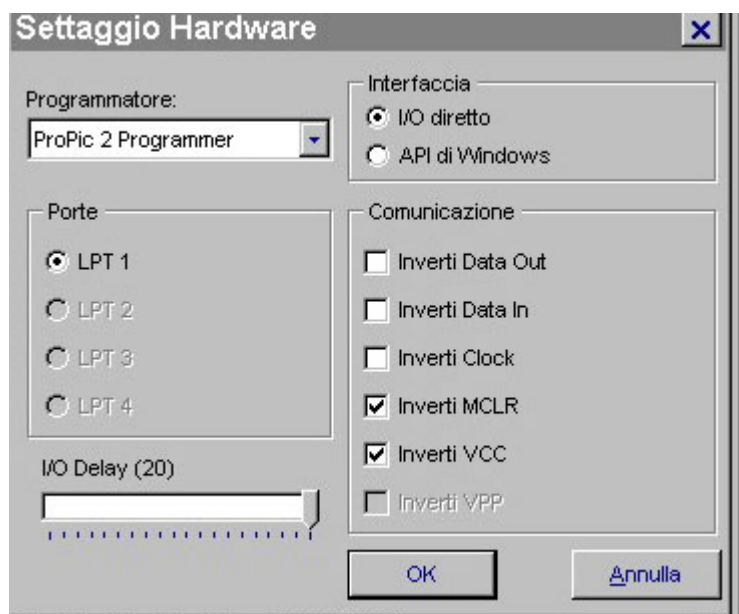 Settaggio Hardware
Programmatore:
ProPic 2 Programmer
Interfaccia
I/O diretto
API di Windows
Porte
LPT 1
LPT 2
LPT 3
LPT 4
Comunicazione
Inverti Data Out
Inverti Data In
Inverti Clock
Inverti MCLR
Inverti VCC
Inverti VPP
I/O Delay (20)
OK
Annulla